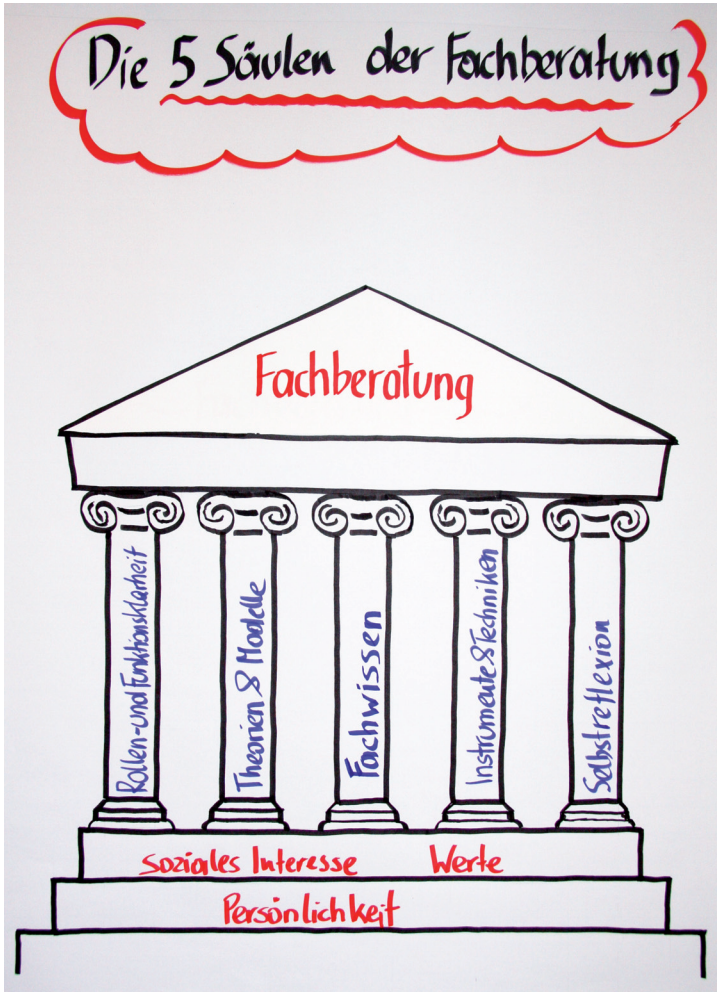 Die 5 Säulen der Fachberatung
Fachberatung
Rollen-und Funktionsklarheit
Theorien & Modelle
Fachwissen
Instrumente & Techniken
Selbstreflexion
soziales Interesse Werte
Persönlichkeit